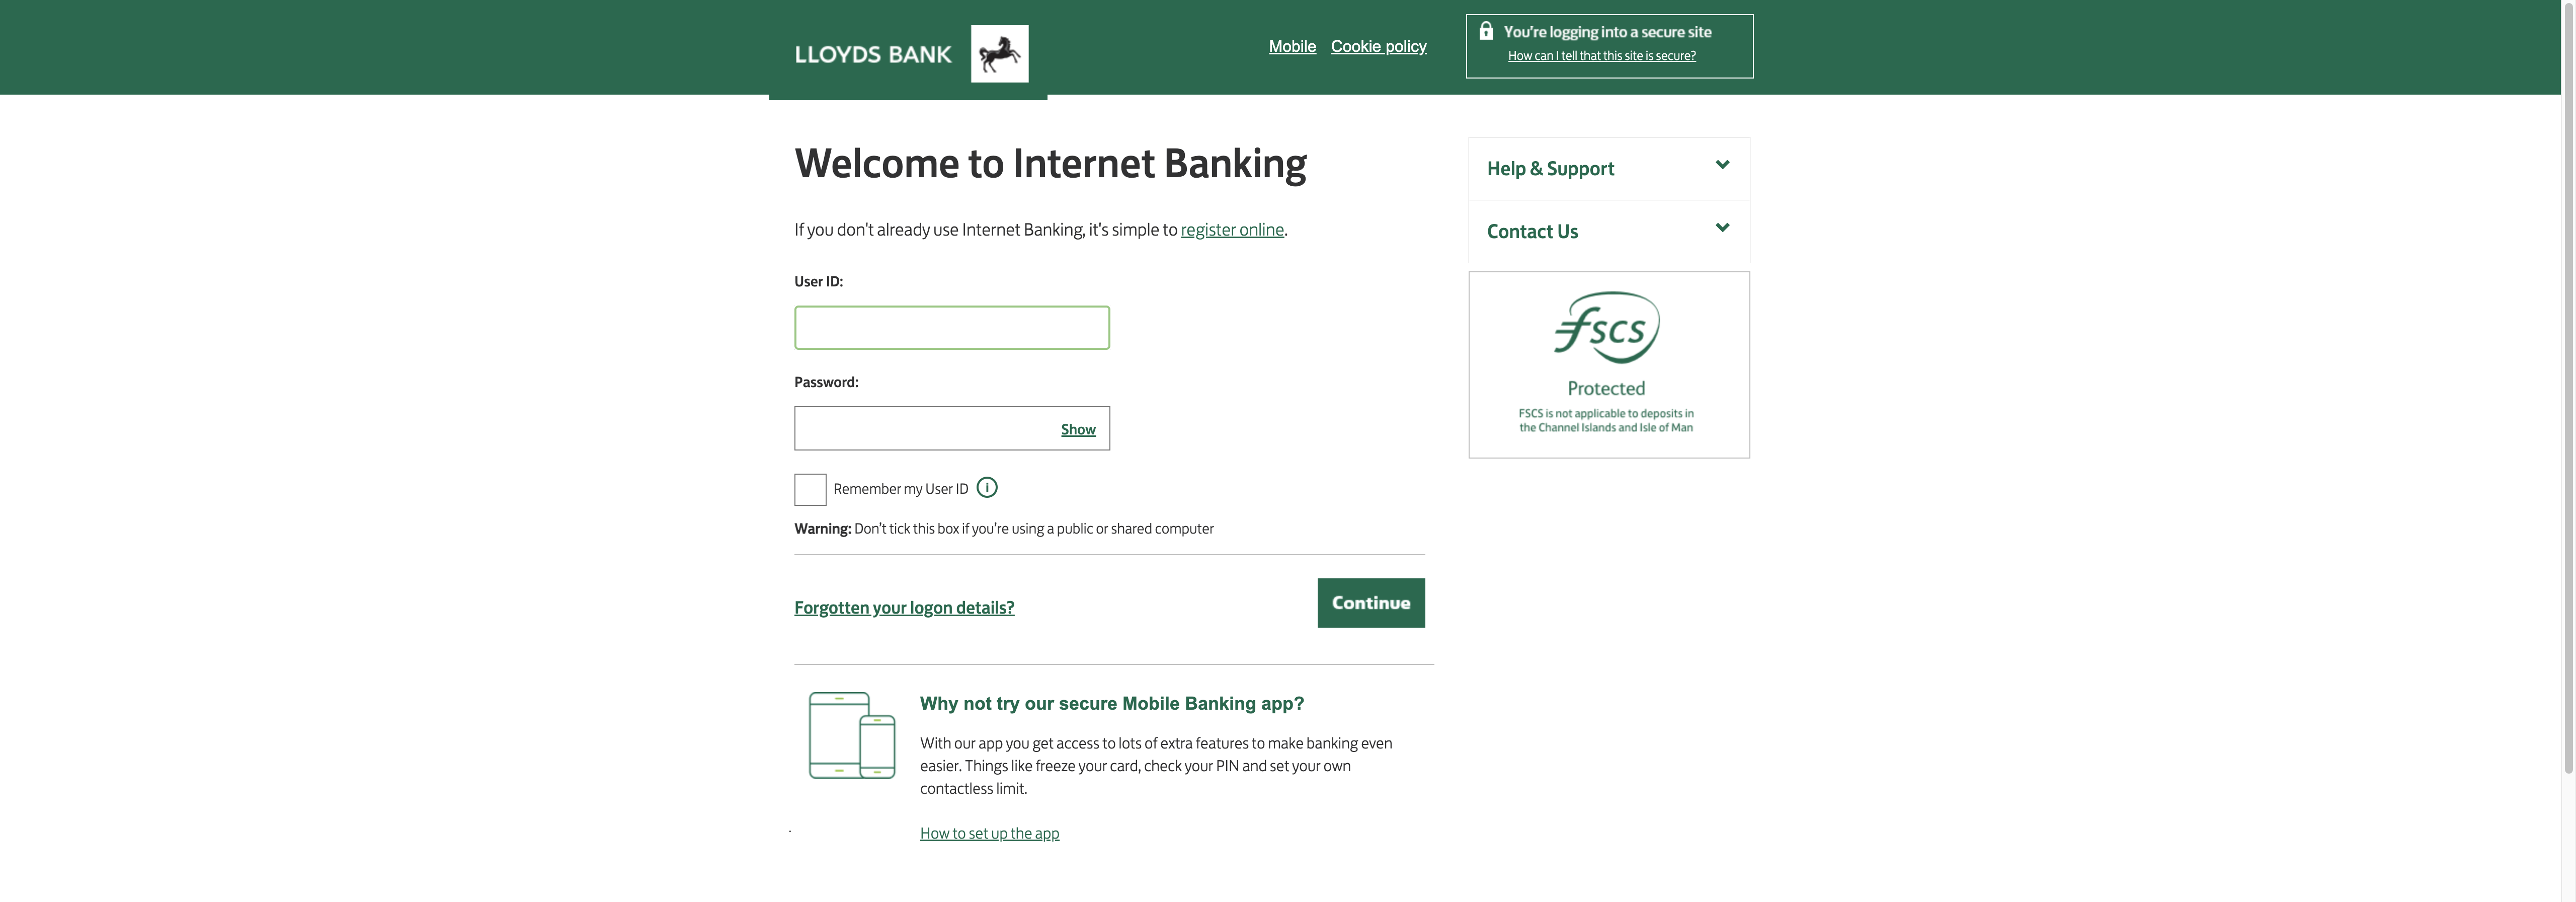 LLOYDS BANK
Mobile Cookie policy
You're logging into a secure site
How can I tell that this site is secure?
Welcome to Internet Banking
If you don't already use Internet Banking, it's simple to register online.
User ID:
Password:
Show
Remember my User ID i
Warning: Don't tick this box if you're using a public or shared computer
Forgotten your logon details?
Continue
Why not try our secure Mobile Banking app?
With our app you get access to lots of extra features to make banking even
easier. Things like freeze your card, check your PIN and set your own
contactless limit.
How to set up the app
Help & Support
Contact Us
fscs
Protected
FSCS is not applicable to deposits in
the Channel Islands and Isle of Man